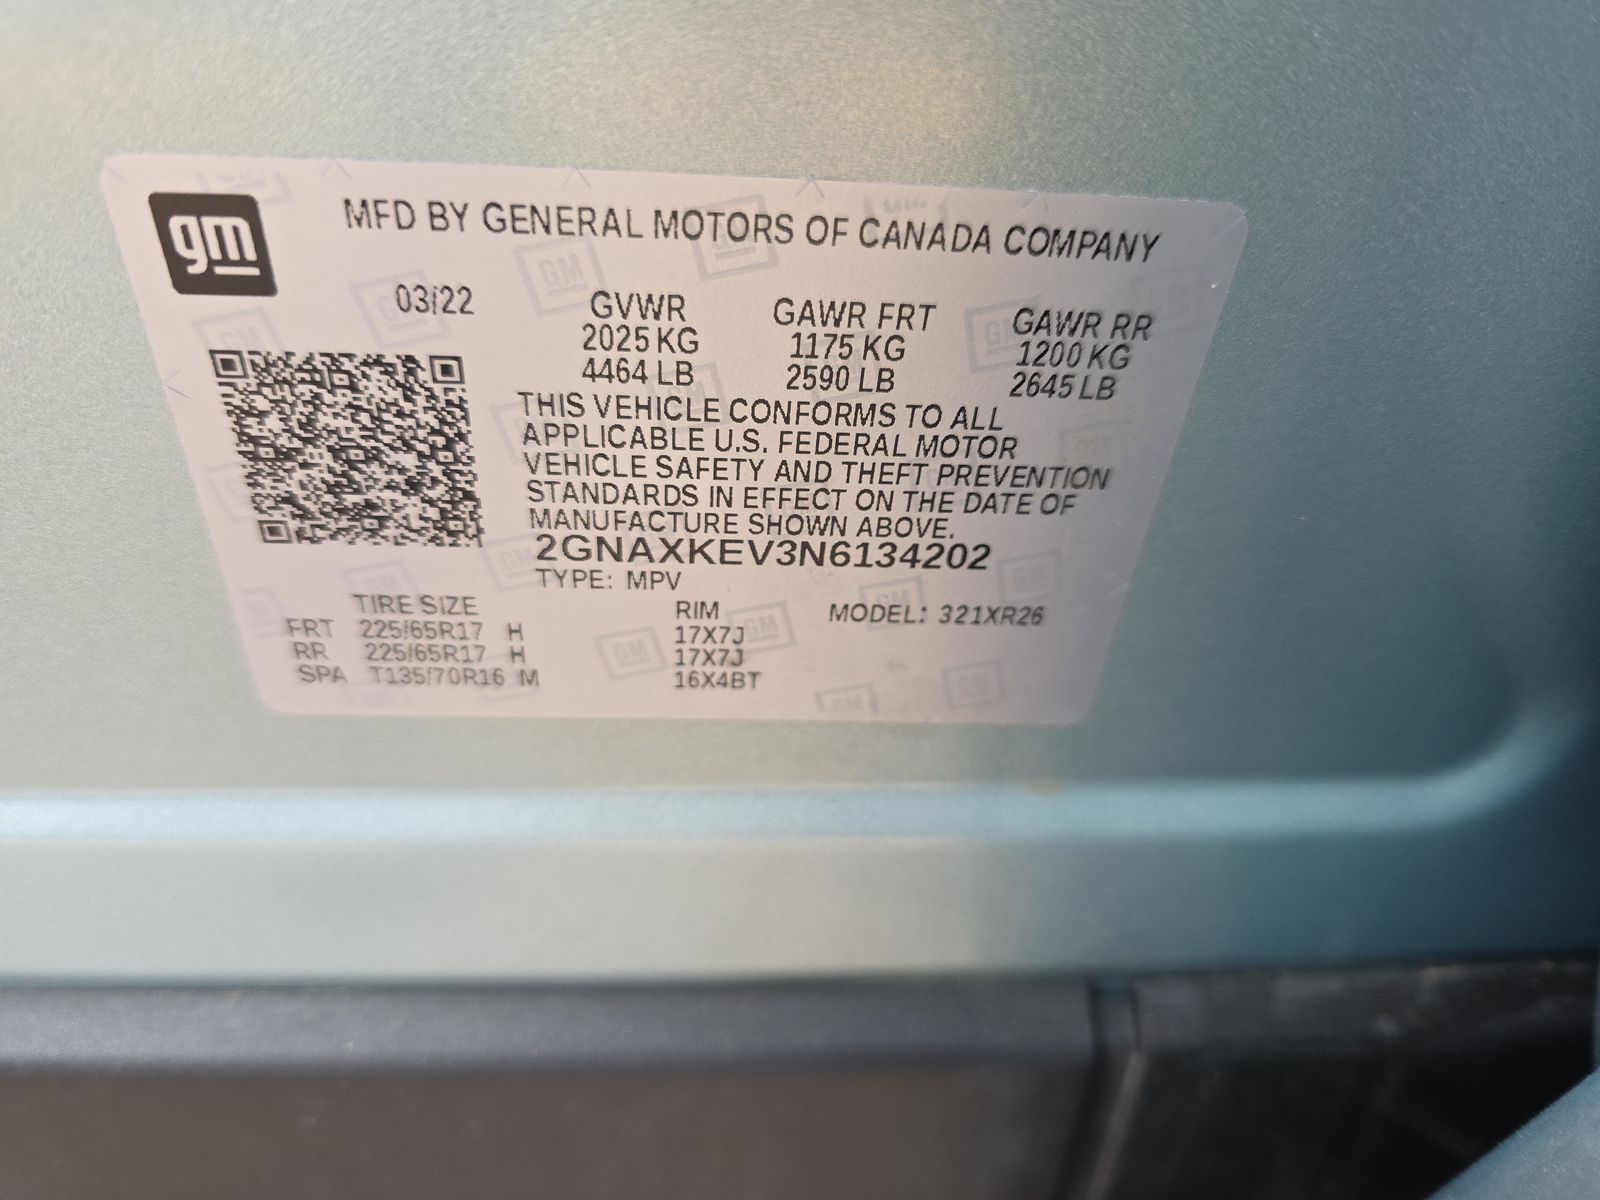 gm
MFD BY GENERAL MOTORS OF CANADA COMPANY
03/22 GVWR GAWR FRT GAWR RR
2025 KG 1175 KG 1200 KG
4464 LB 2590 LB 2645 LB
THIS VEHICLE CONFORMS TO ALL
APPLICABLE U.S. FEDERAL MOTOR
VEHICLE SAFETY AND THEFT PREVENTION
STANDARDS IN EFFECT ON THE DATE OF
MANUFACTURE SHOWN ABOVE.
2GNAXKEV3N6134202
TYPE: MPV
TIRE SIZE RIM MODEL: 321XR26
FRT 225/65R17 H 17X7J
RR 225/65R17 H 17X7J
SPA T135/70R16 M 16X4BT